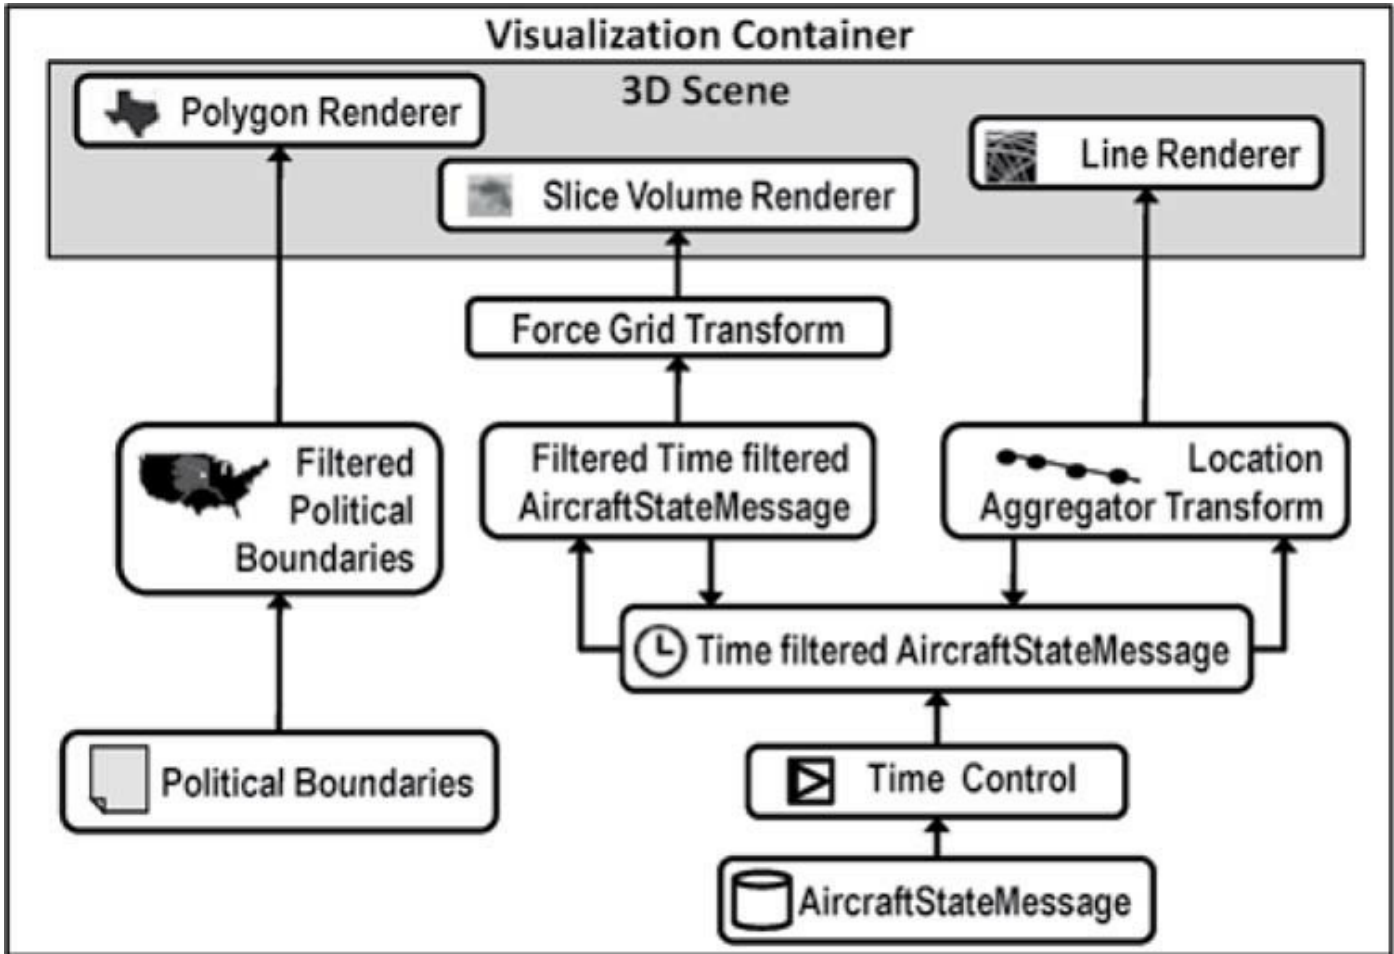 Visualization Container
3D Scene
Polygon Renderer
Line Renderer
Slice Volume Renderer
Force Grid Transform
Filtered
Political
Boundaries
Filtered Time filtered
AircraftStateMessage
Location
Aggregator Transform
Time filtered AircraftStateMessage
Political Boundaries
Time Control
AircraftStateMessage